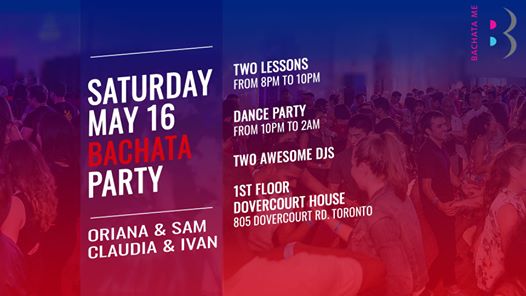 SATURDAY
MAY 16
BACHATA
PARTY
ORIANA & SAM
CLAUDIA & IVAN
TWO LESSONS
FROM 8PM TO 10PM
DANCE PARTY
FROM 10PM TO 2AM
TWO AWESOME DJS
1ST FLOOR
DOVERCOURT HOUSE
805 DOVERCOURT RD. TORONTO
BACHATA ME
B